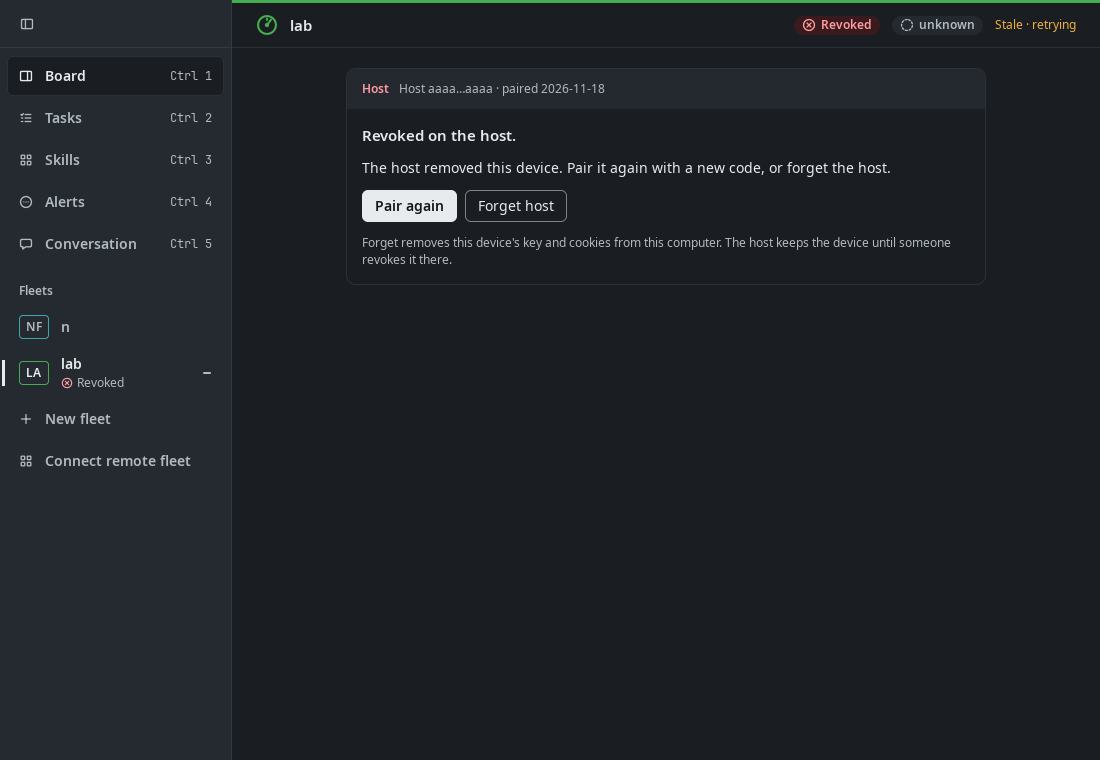 lab
Revoked
unknown
Stale · retrying
Board Ctrl 1
Tasks Ctrl 2
Skills Ctrl 3
Alerts Ctrl 4
Conversation Ctrl 5
Fleets
NF n
LA lab
Revoked
New fleet
Connect remote fleet
Host Host aaaa…aaaa · paired 2026-11-18
Revoked on the host.
The host removed this device. Pair it again with a new code, or forget the host.
Pair again Forget host
Forget removes this device's key and cookies from this computer. The host keeps the device until someone
revokes it there.